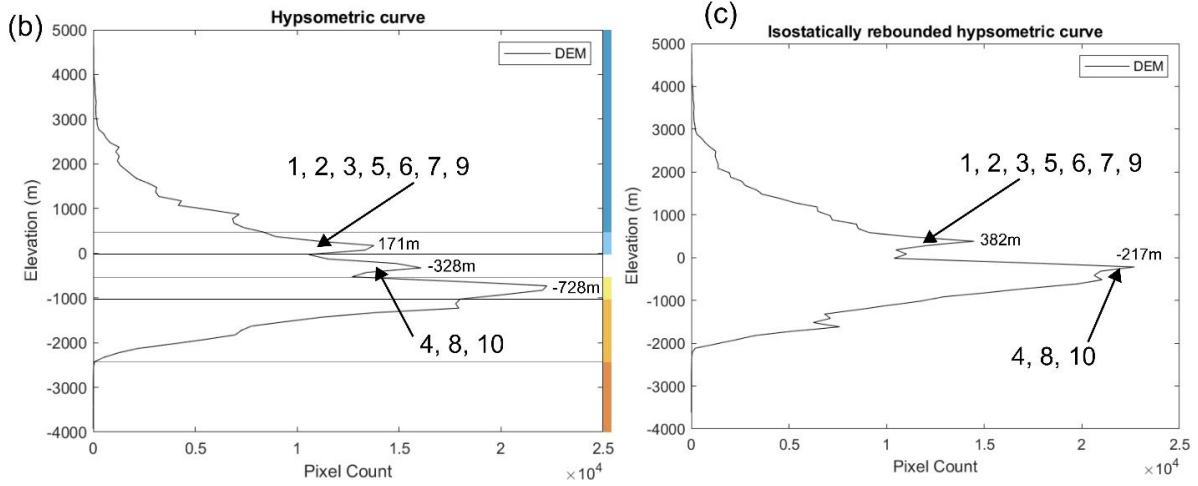 (b)
Hypsometric curve
5000
4000
3000
2000
1000
0
-1000
-2000
-3000
-4000
Elevation (m)
DEM
1, 2, 3, 5, 6, 7, 9
171m
-328m
-728m
4, 8, 10
0
0.5
1
1.5
2
2.5
×10⁴
Pixel Count
(c)
Isostatically rebounded hypsometric curve
5000
4000
3000
2000
1000
0
-1000
-2000
-3000
-4000
Elevation (m)
DEM
1, 2, 3, 5, 6, 7, 9
382m
-217m
4, 8, 10
0
0.5
1
1.5
2
2.5
×10⁴
Pixel Count